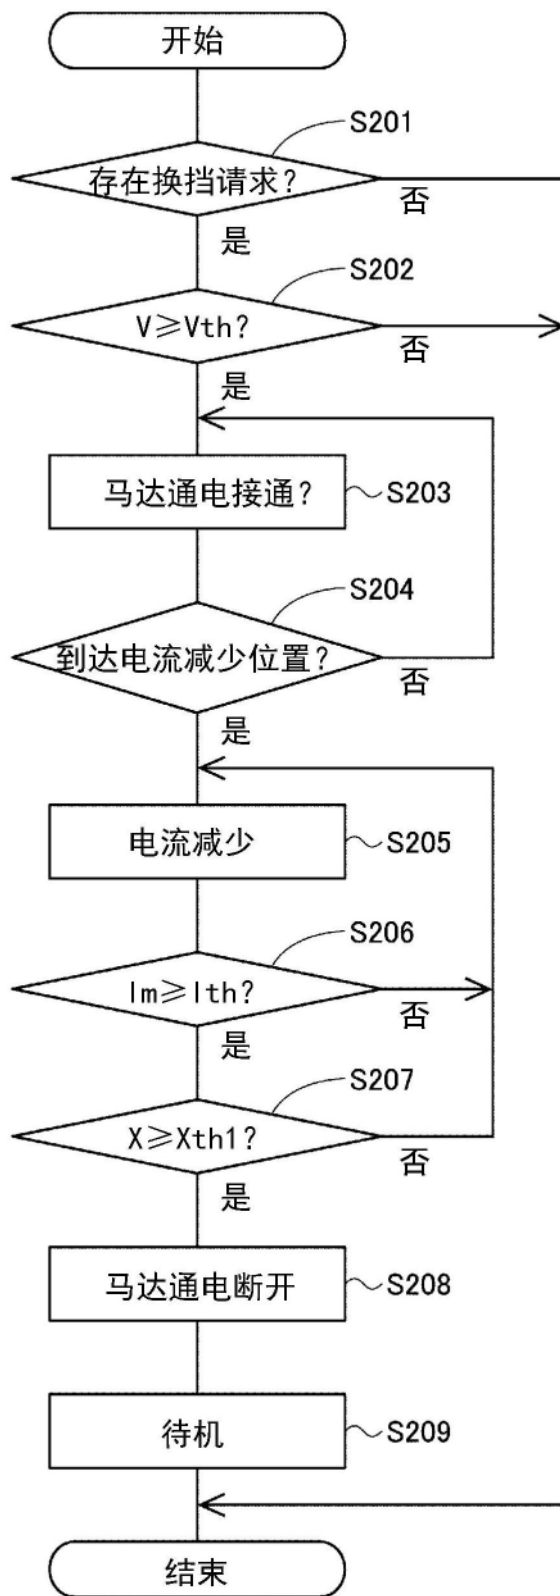 开始
S201
存在换挡请求?
否
是
S202
V≥Vth?
否
是
马达通电接通?
S203
S204
到达电流减少位置?
否
是
电流减少
S205
S206
Im≥Ith?
否
是
S207
X≥Xth1?
否
是
马达通电断开
S208
待机
S209
结束